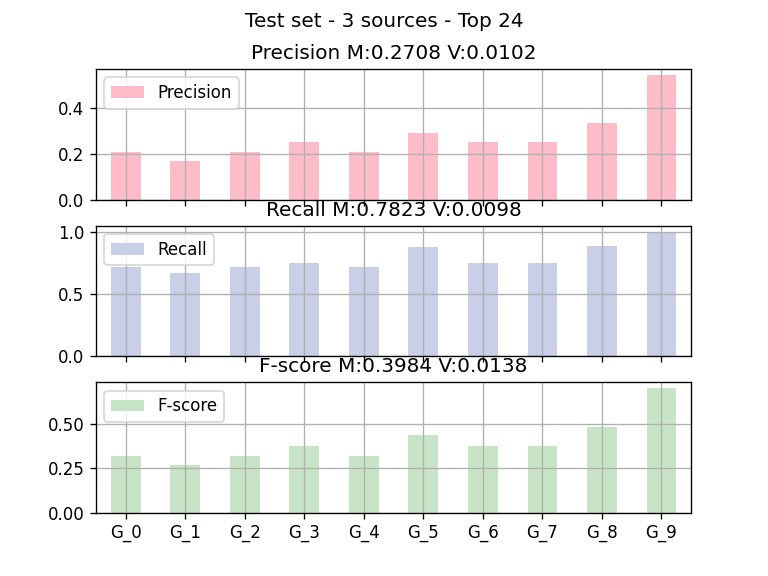 Test set - 3 sources - Top 24
Precision M:0.2708 V:0.0102
Precision
0.4
0.2
0.0
Recall M:0.7823 V:0.0098
Recall
1.0
0.5
0.0
F-score M:0.3984 V:0.0138
F-score
0.50
0.25
0.00
G_0 G_1 G_2 G_3 G_4 G_5 G_6 G_7 G_8 G_9